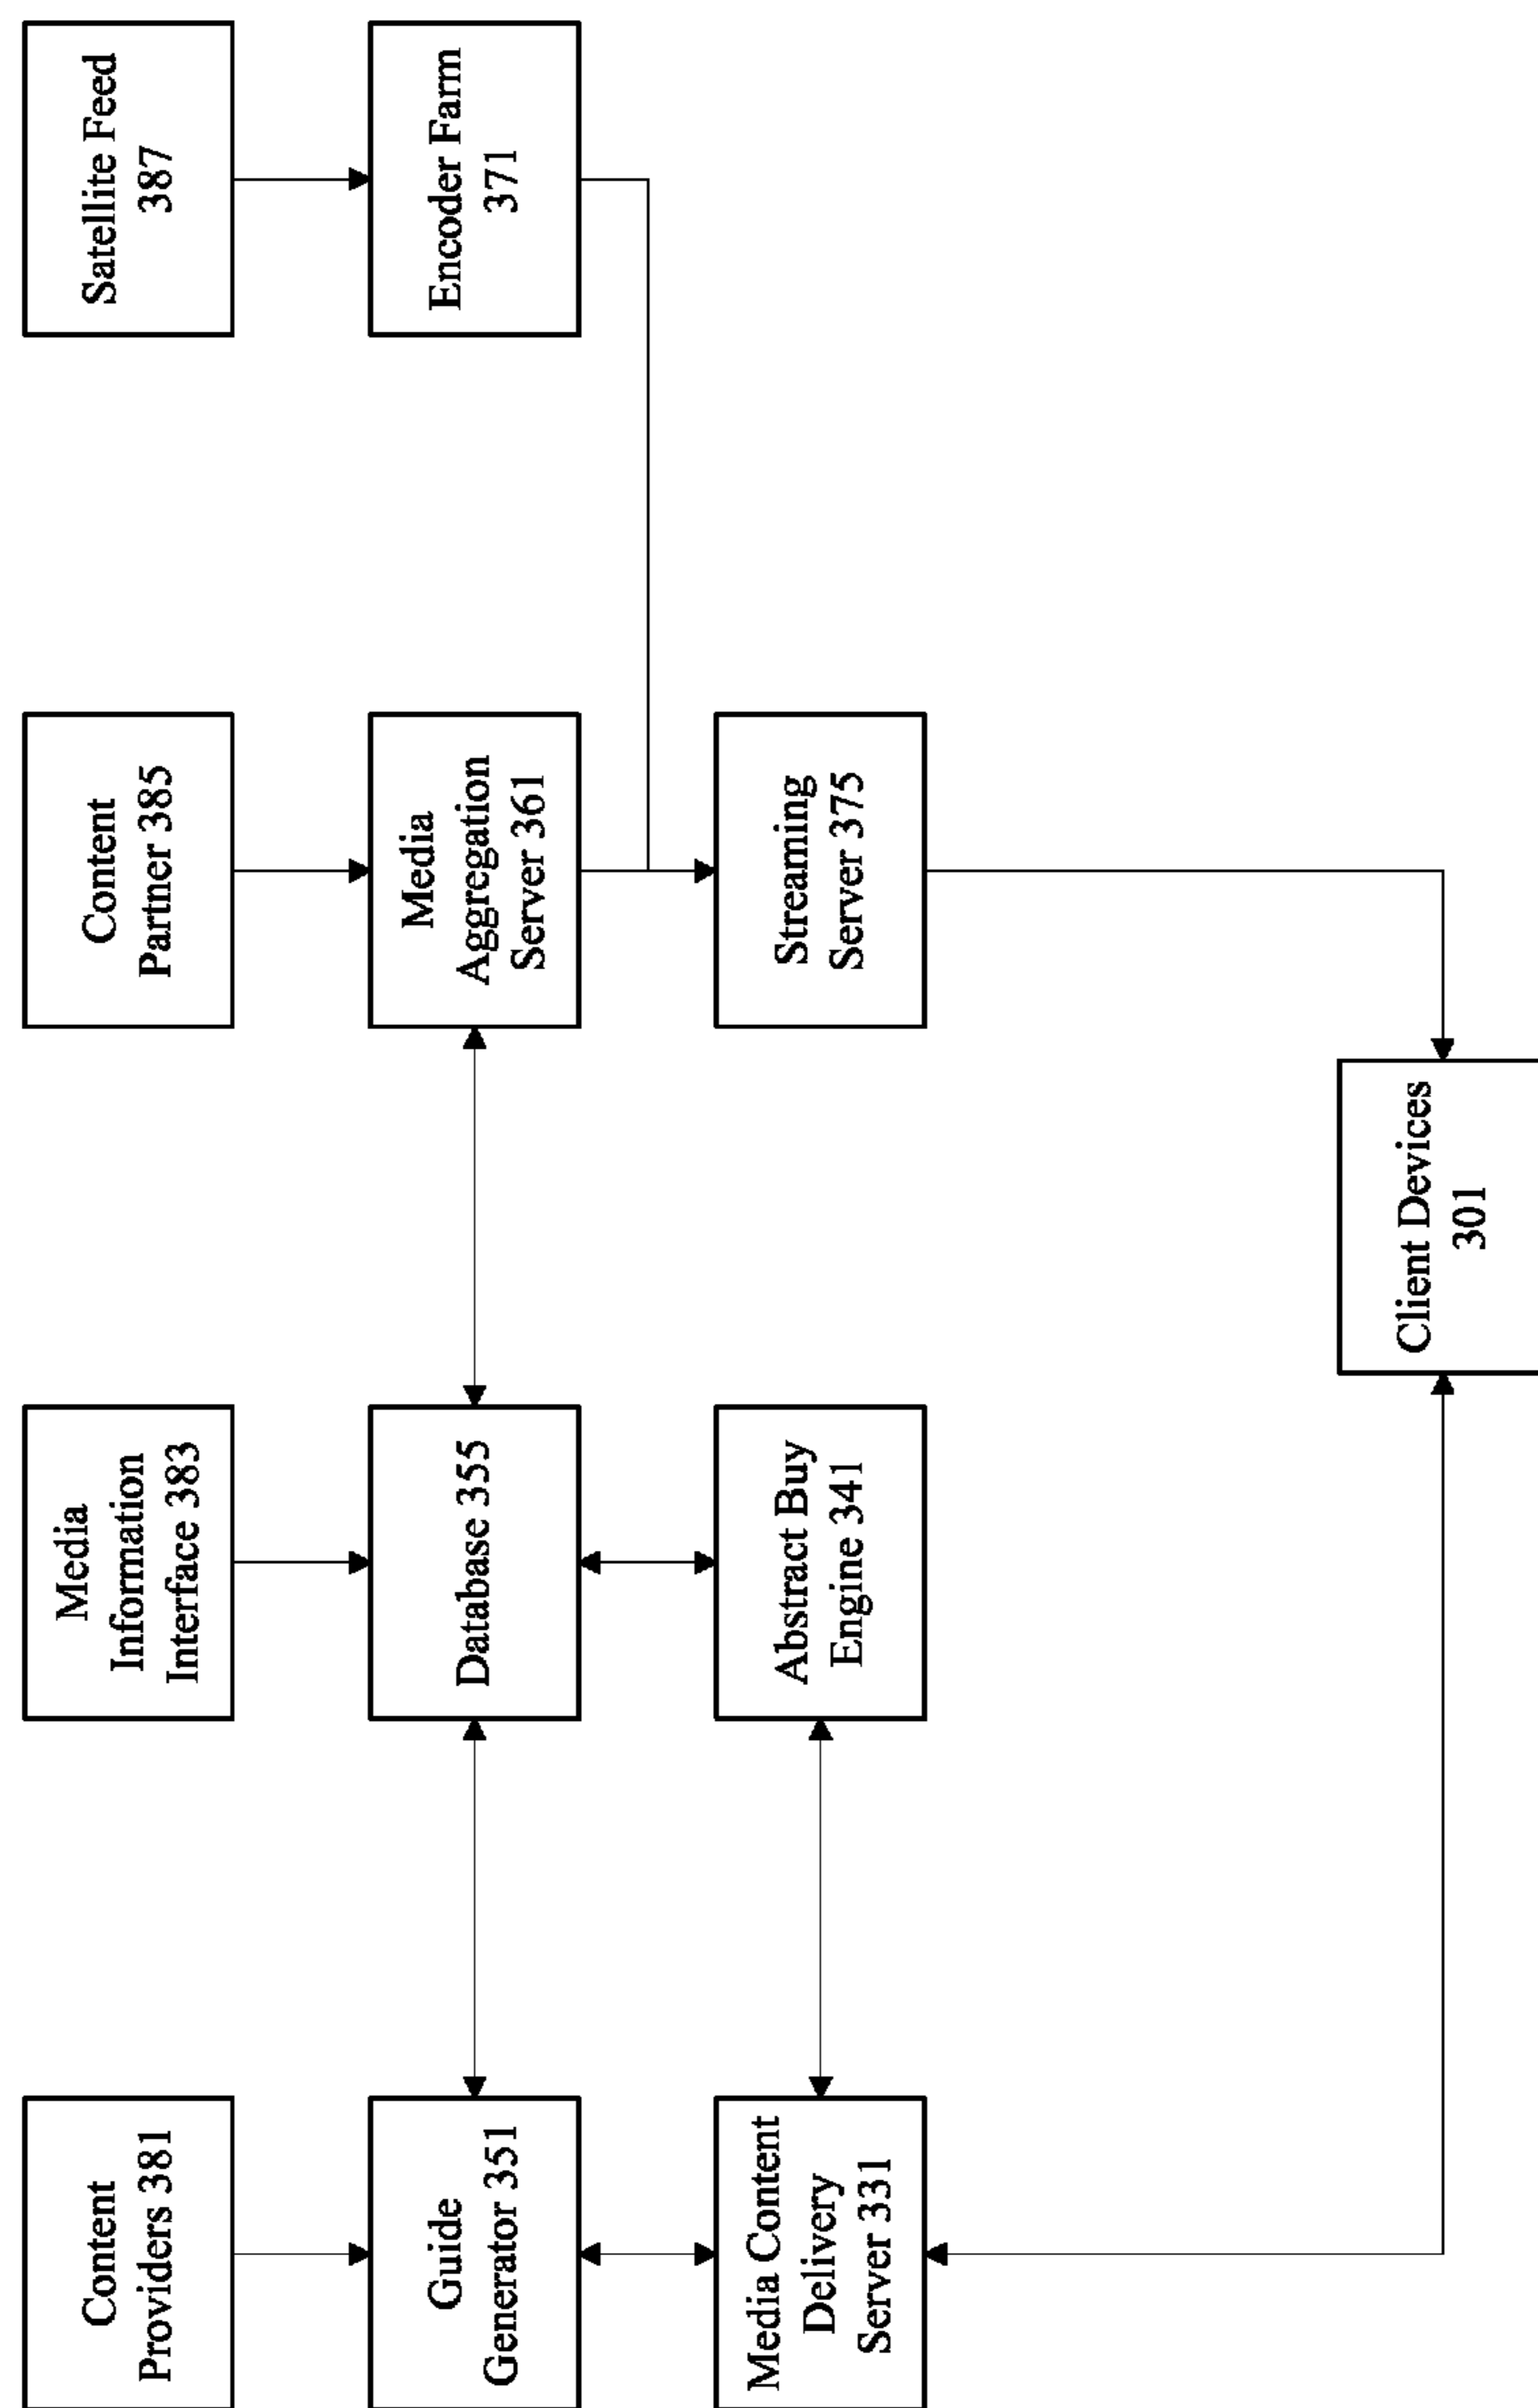 Content
Providers 381
Media
Information
Interface 383
Content
Partner 385
Satellite Feed
387
Guide
Generator 351
Database 355
Media
Aggregation
Server 361
Encoder Farm
371
Media Content
Delivery
Server 331
Abstract Buy
Engine 341
Streaming
Server 375
Client Devices
301